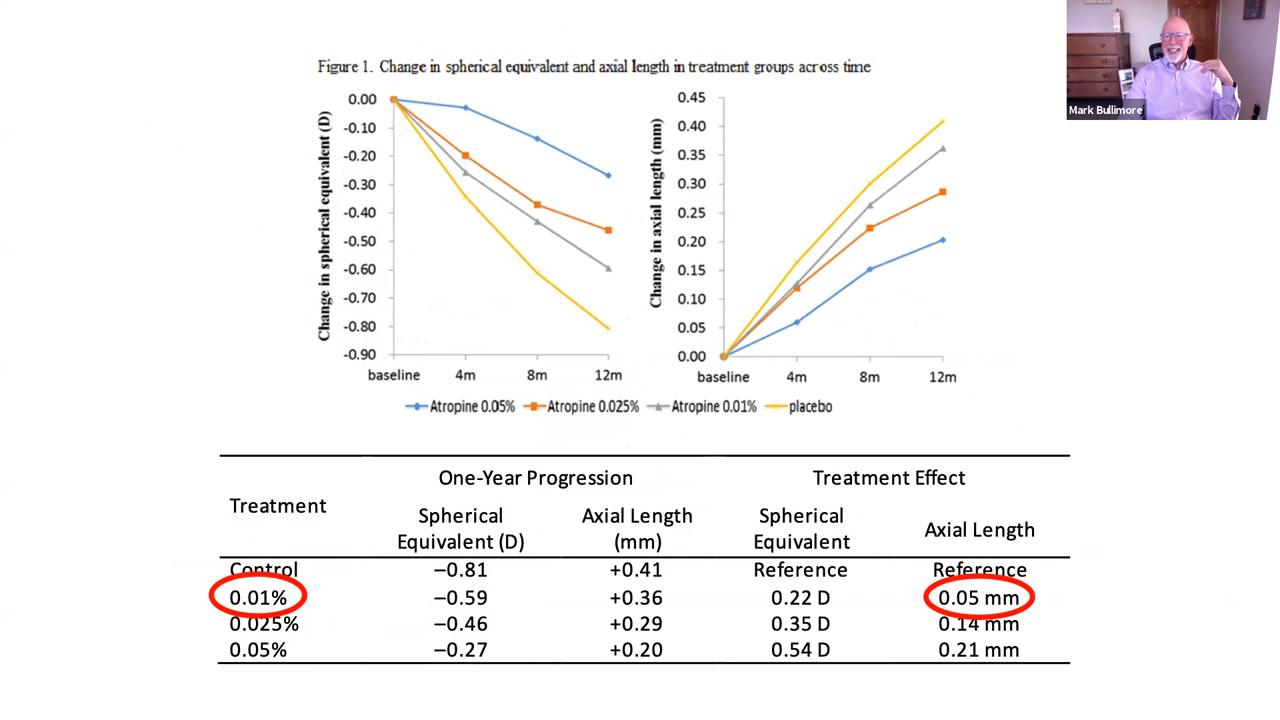 Mark Bullimore
Figure 1. Change in spherical equivalent and axial length in treatment groups across time
Change in spherical equivalent (D)
0.00
-0.10
-0.20
-0.30
-0.40
-0.50
-0.60
-0.70
-0.80
-0.90
baseline 4m 8m 12m
Change in axial length (mm)
0.45
0.40
0.35
0.30
0.25
0.20
0.15
0.10
0.05
0.00
baseline 4m 8m 12m
Atropine 0.05% Atropine 0.025% Atropine 0.01% placebo
One-Year Progression Treatment Effect
Treatment
Spherical Equivalent (D) Axial Length (mm) Spherical Equivalent Axial Length
Control −0.81 +0.41 Reference Reference
0.01% −0.59 +0.36 0.22 D 0.05 mm
0.025% −0.46 +0.29 0.35 D 0.14 mm
0.05% −0.27 +0.20 0.54 D 0.21 mm